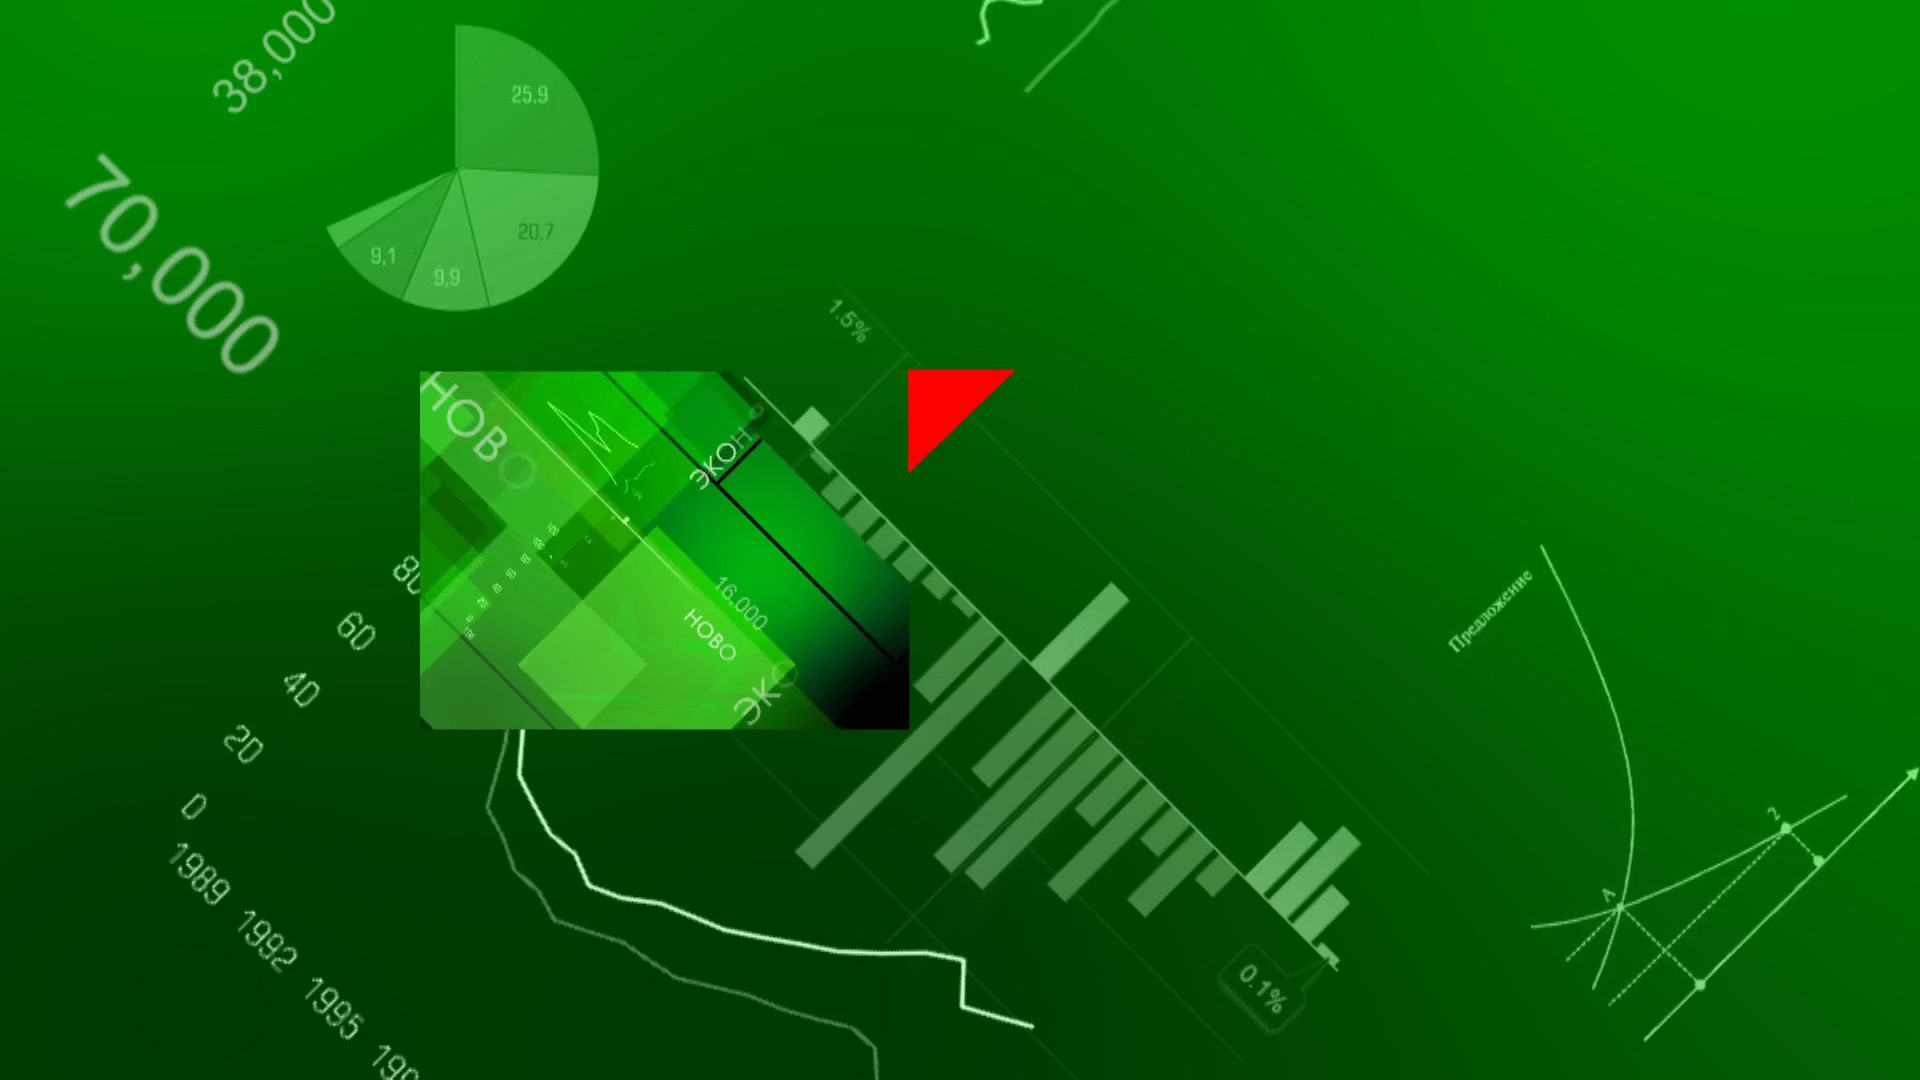 38,000
25,9
70,000
20,7
9,1
9,9
1.5%
НОВО
ЭКОН
80
60
40
20
0
16,000
НОВО
ЭКО
Предложение
2
A
1989 1992 1995
0.1%